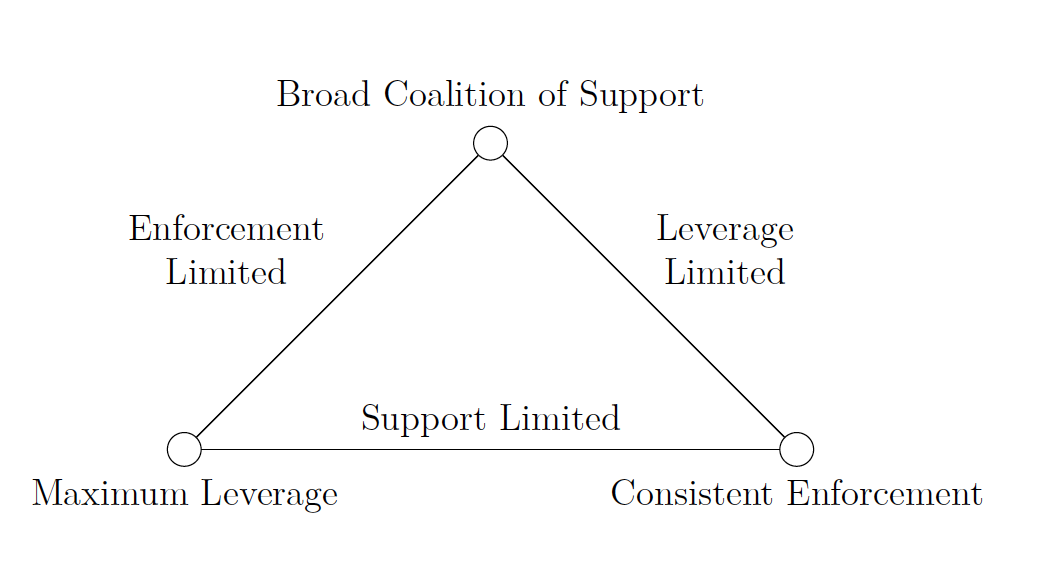 Broad Coalition of Support
Enforcement
Limited
Leverage
Limited
Support Limited
Maximum Leverage
Consistent Enforcement